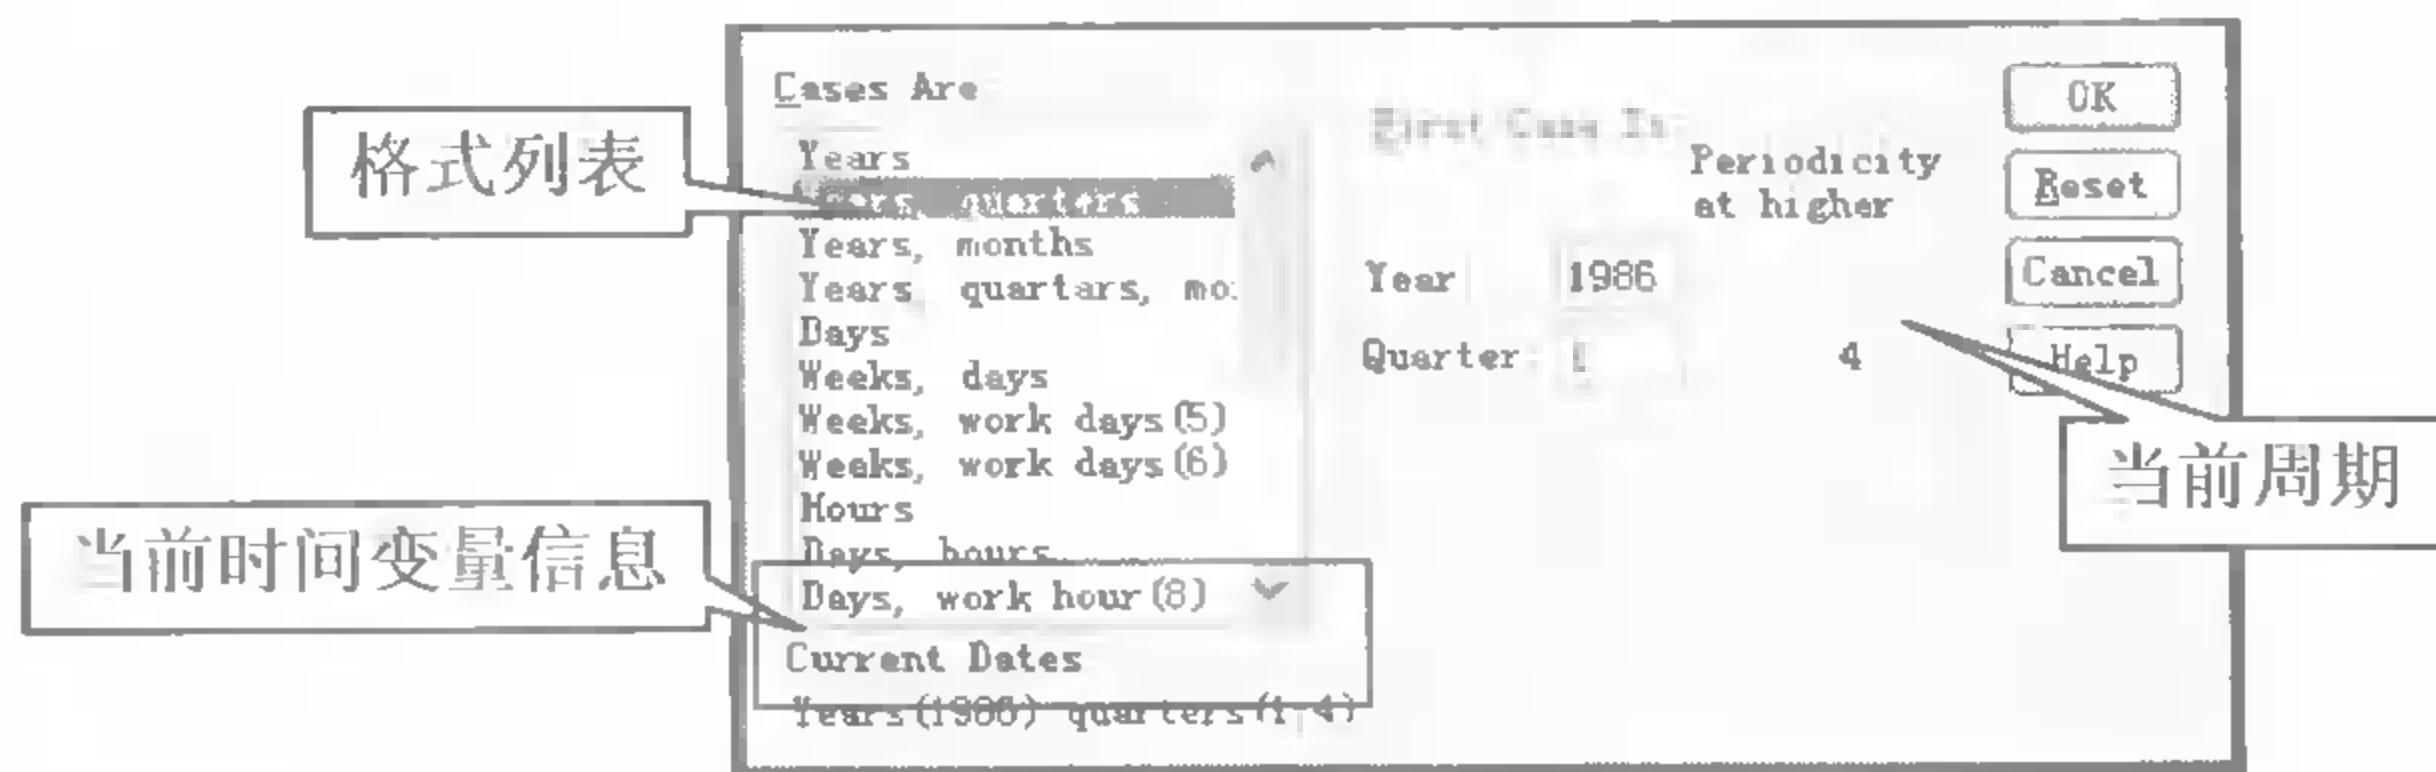 Cases Are
格式列表
Years
Years, quarters
Years, months
Years, quartars, mo
Days
Weeks, days
Weeks, work days(5)
Weeks, work days(6)
Hours
Days, hours
Days, work hour(8)
当前时间变量信息
Current Dates
Years(1986) quarters(1 4)
First Case Is
Periodicity
at higher
Year 1986
Quarter 1 4
OK
Reset
Cancel
Help
当前周期